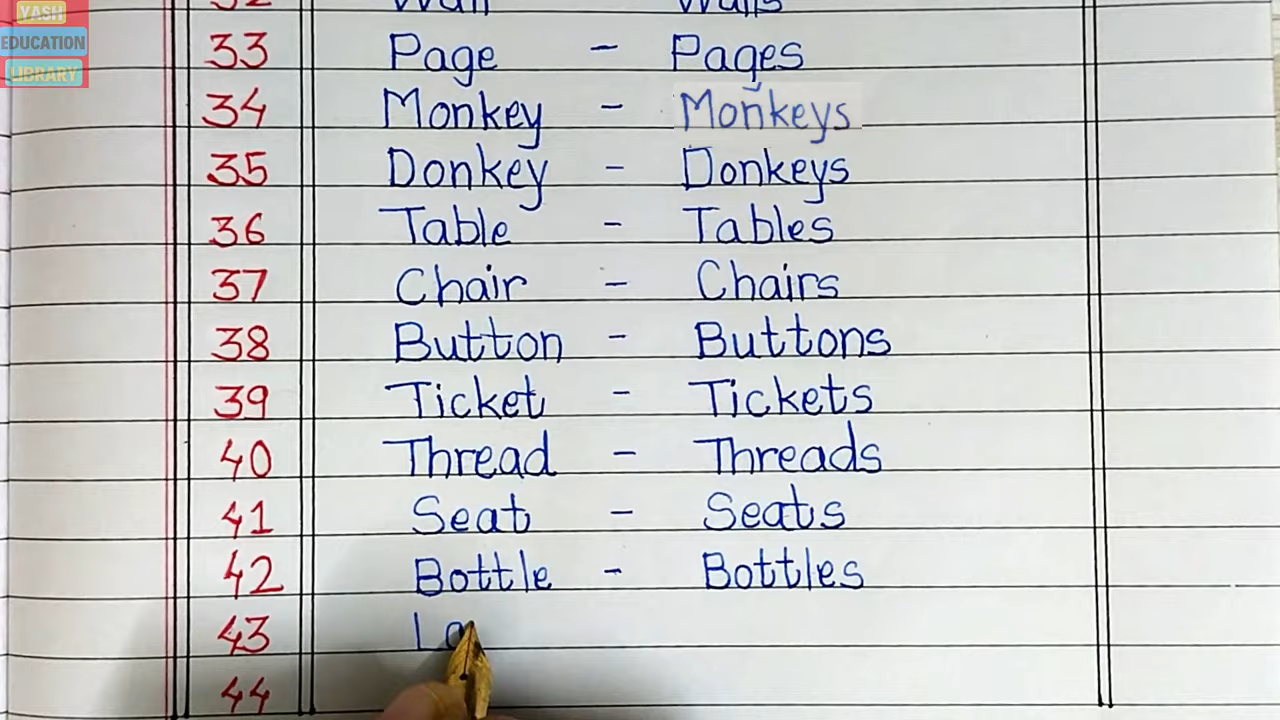 YASH
EDUCATION
LIBRARY
33 Page - Pages
34 Monkey - Monkeys
35 Donkey - Donkeys
36 Table - Tables
37 Chair - Chairs
38 Button - Buttons
39 Ticket - Tickets
40 Thread - Threads
41 Seat - Seats
42 Bottle - Bottles
43
44